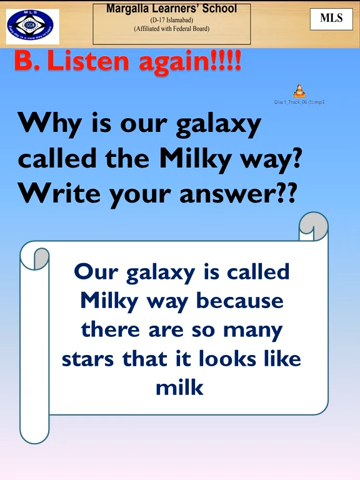 Margalla Learners' School
(D-17 Islamabad)
(Affiliated with Federal Board)
MLS
B. Listen again!!!!
Why is our galaxy
called the Milky way?
Write your answer??
Our galaxy is called
Milky way because
there are so many
stars that it looks like
milk